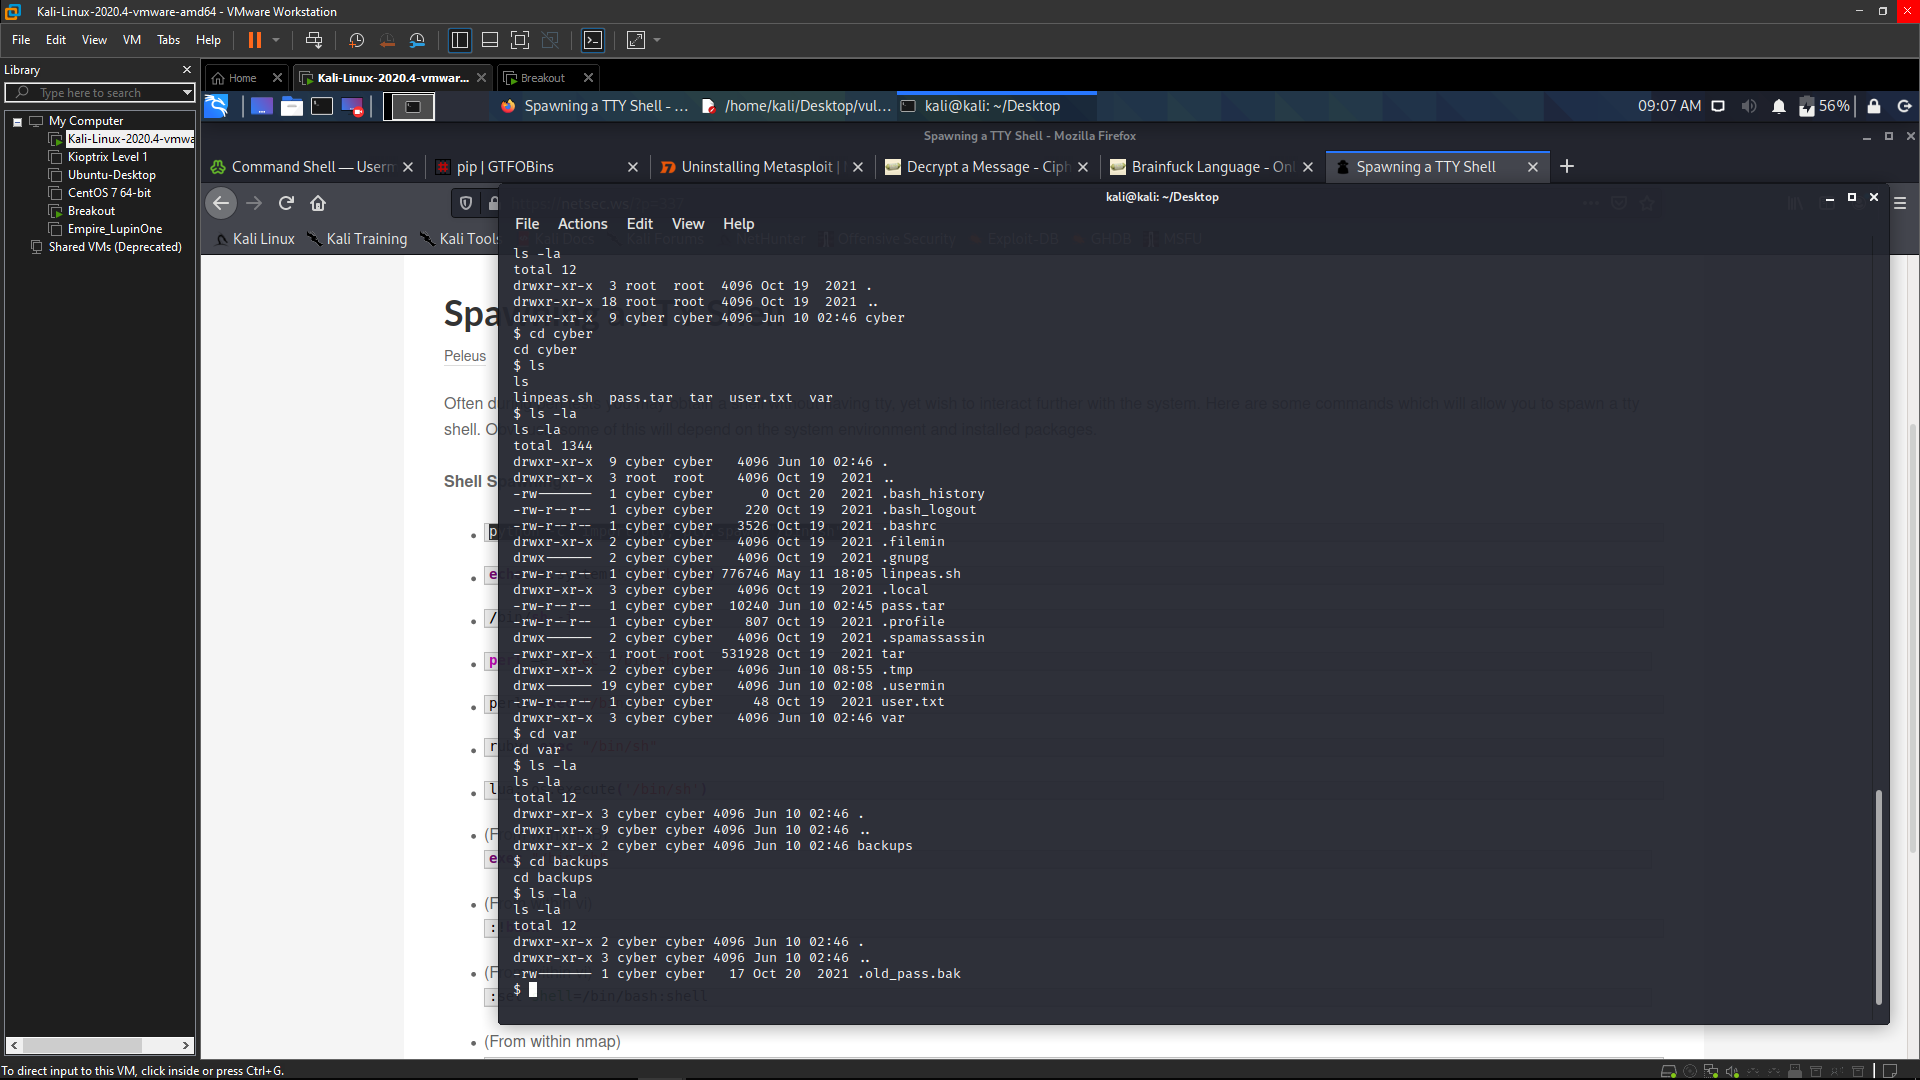 Kali-Linux-2020.4-vmware-amd64 - VMware Workstation
File Edit View VM Tabs Help
Library
Type here to search
My Computer
Kali-Linux-2020.4-vmwa
Kioptrix Level 1
Ubuntu-Desktop
CentOS 7 64-bit
Breakout
Empire_LupinOne
Shared VMs (Deprecated)
Home
Kali-Linux-2020.4-vmwar...
Breakout
Spawning a TTY Shell - ...
/home/kali/Desktop/vul...
kali@kali: ~/Desktop
09:07 AM
56%
Spawning a TTY Shell - Mozilla Firefox
Command Shell — Userm
pip | GTFOBins
Uninstalling Metasploit |
Decrypt a Message - Ciph
Brainfuck Language - Onl
Spawning a TTY Shell
Kali Linux
Kali Training
Kali Tools
Kali Forums
NetHunter
Offensive Security
Exploit-DB
GHDB
MSFU
Spawning a TTY Shell
Peleus
Shell
kali@kali: ~/Desktop
File Actions Edit View Help
ls -la
total 12
drwxr-xr-x  3 root  root  4096 Oct 19  2021 .
drwxr-xr-x 18 root  root  4096 Oct 19  2021 ..
drwxr-xr-x  9 cyber cyber 4096 Jun 10 02:46 cyber
$ cd cyber
cd cyber
$ ls
ls
linpeas.sh  pass.tar  tar  user.txt  var
$ ls -la
ls -la
total 1344
drwxr-xr-x  9 cyber cyber   4096 Jun 10 02:46 .
drwxr-xr-x  3 root  root    4096 Oct 19  2021 ..
-rw-------  1 cyber cyber      0 Oct 20  2021 .bash_history
-rw-r--r--  1 cyber cyber    220 Oct 19  2021 .bash_logout
-rw-r--r--  1 cyber cyber   3526 Oct 19  2021 .bashrc
drwxr-xr-x  2 cyber cyber   4096 Oct 19  2021 .filemin
drwx------  2 cyber cyber   4096 Oct 19  2021 .gnupg
-rw-r--r--  1 cyber cyber 776746 May 11 18:05 linpeas.sh
drwxr-xr-x  3 cyber cyber   4096 Oct 19  2021 .local
-rw-r--r--  1 cyber cyber  10240 Jun 10 02:45 pass.tar
-rw-r--r--  1 cyber cyber    807 Oct 19  2021 .profile
drwx------  2 cyber cyber   4096 Oct 19  2021 .spamassassin
-rwxr-xr-x  1 root  root  531928 Oct 19  2021 tar
drwxr-xr-x  2 cyber cyber   4096 Jun 10 08:55 .tmp
drwx------ 19 cyber cyber   4096 Jun 10 02:08 .usermin
-rw-r--r--  1 cyber cyber     48 Oct 19  2021 user.txt
drwxr-xr-x  3 cyber cyber   4096 Jun 10 02:46 var
$ cd var
cd var
$ ls -la
ls -la
total 12
drwxr-xr-x 3 cyber cyber 4096 Jun 10 02:46 .
drwxr-xr-x 9 cyber cyber 4096 Jun 10 02:46 ..
drwxr-xr-x 2 cyber cyber 4096 Jun 10 02:46 backups
$ cd backups
cd backups
$ ls -la
ls -la
total 12
drwxr-xr-x 2 cyber cyber 4096 Jun 10 02:46 .
drwxr-xr-x 3 cyber cyber 4096 Jun 10 02:46 ..
-rw------- 1 cyber cyber   17 Oct 20  2021 .old_pass.bak
$
(From within nmap)
To direct input to this VM, click inside or press Ctrl+G.